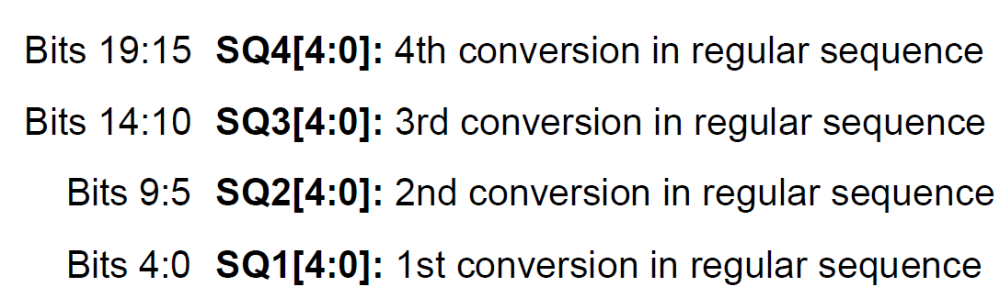 Bits 19:15 SQ4[4:0]: 4th conversion in regular sequence
Bits 14:10 SQ3[4:0]: 3rd conversion in regular sequence
Bits 9:5 SQ2[4:0]: 2nd conversion in regular sequence
Bits 4:0 SQ1[4:0]: 1st conversion in regular sequence